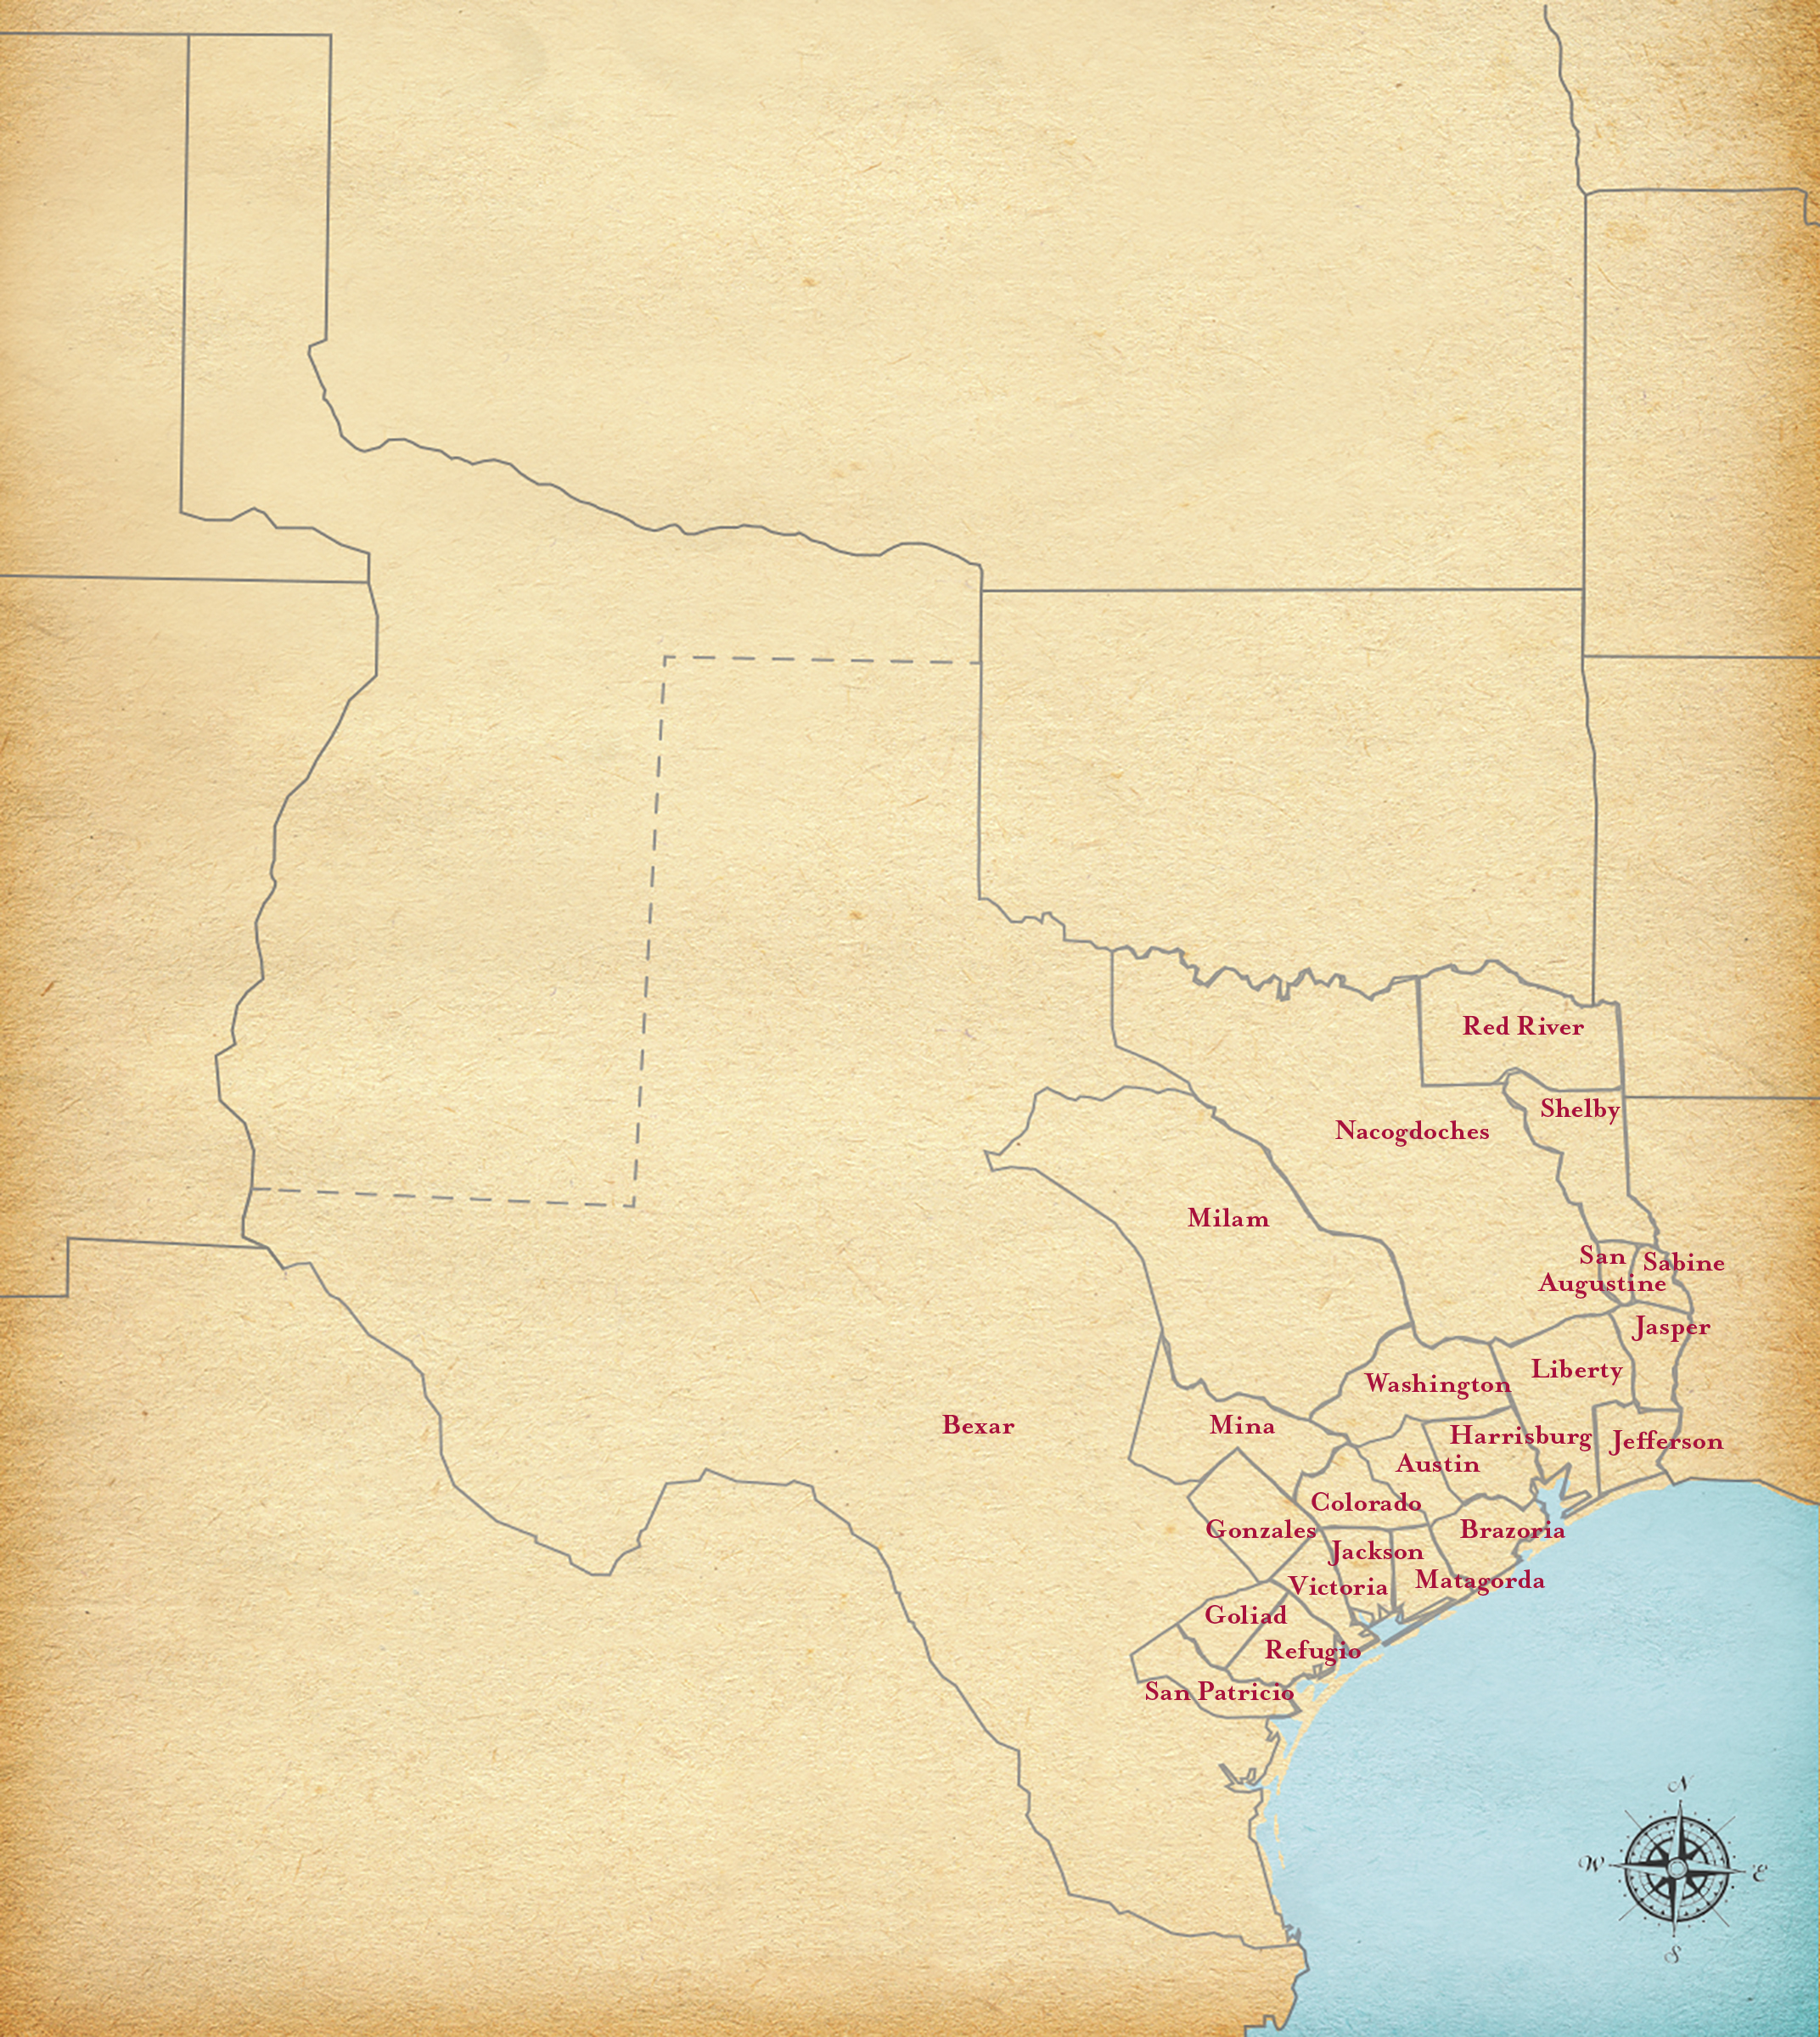 Red River
Shelby
Nacogdoches
Milam
San
Augustine
Sabine
Jasper
Liberty
Washington
Bexar
Mina
Harrisburg
Jefferson
Austin
Colorado
Gonzales
Brazoria
Jackson
Matagorda
Victoria
Goliad
Refugio
San Patricio
N
W
E
S